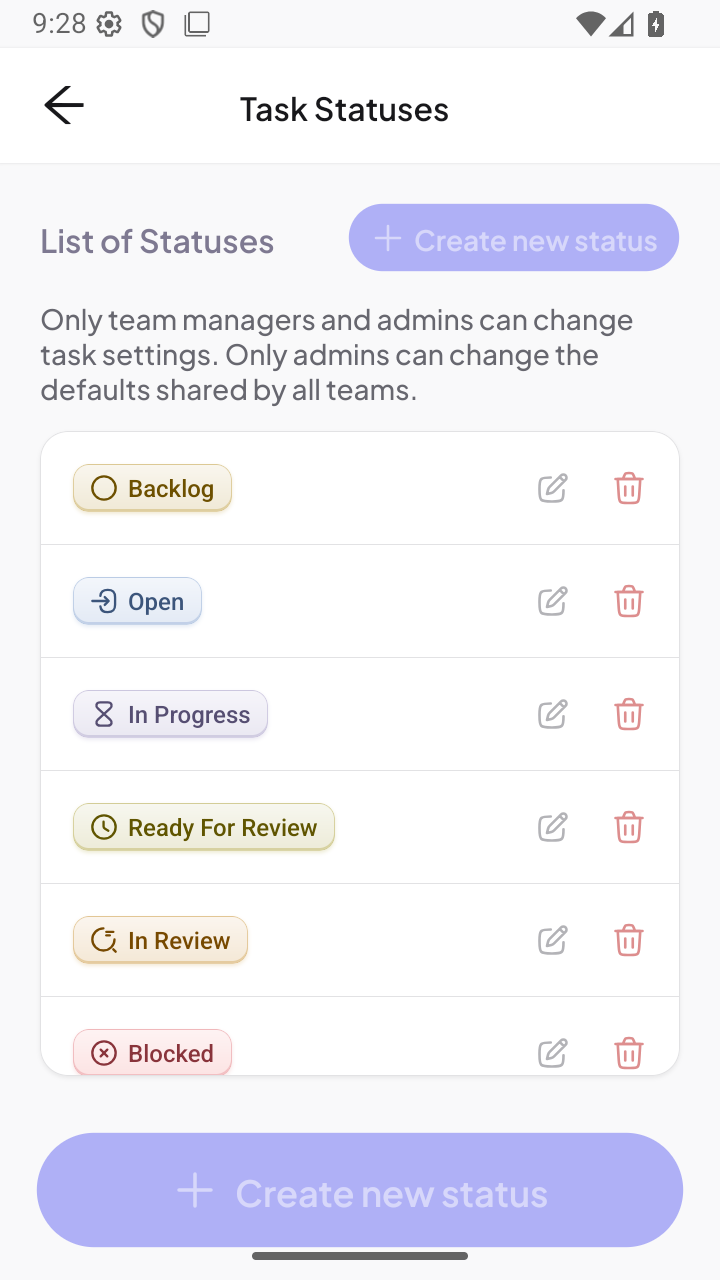 9:28
Task Statuses
List of Statuses
Create new status
Only team managers and admins can change
task settings. Only admins can change the
defaults shared by all teams.
Backlog
Open
In Progress
Ready For Review
In Review
Blocked
Create new status